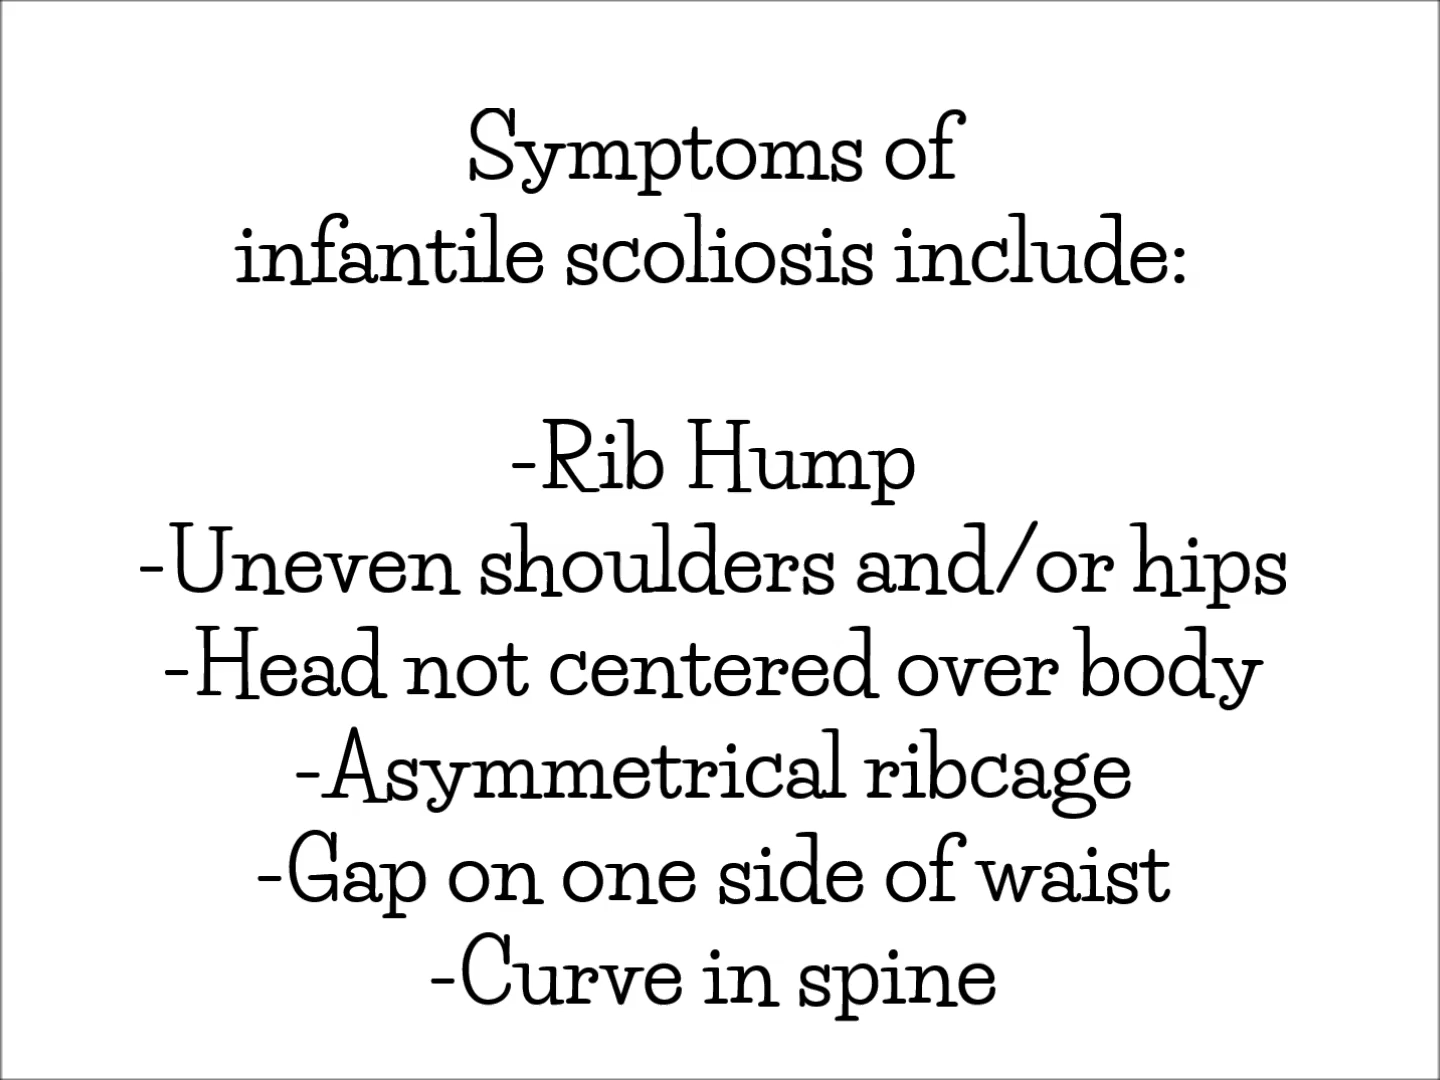 Symptoms of
infantile scoliosis include:
-Rib Hump
-Uneven shoulders and/or hips
-Head not centered over body
-Asymmetrical ribcage
-Gap on one side of waist
-Curve in spine